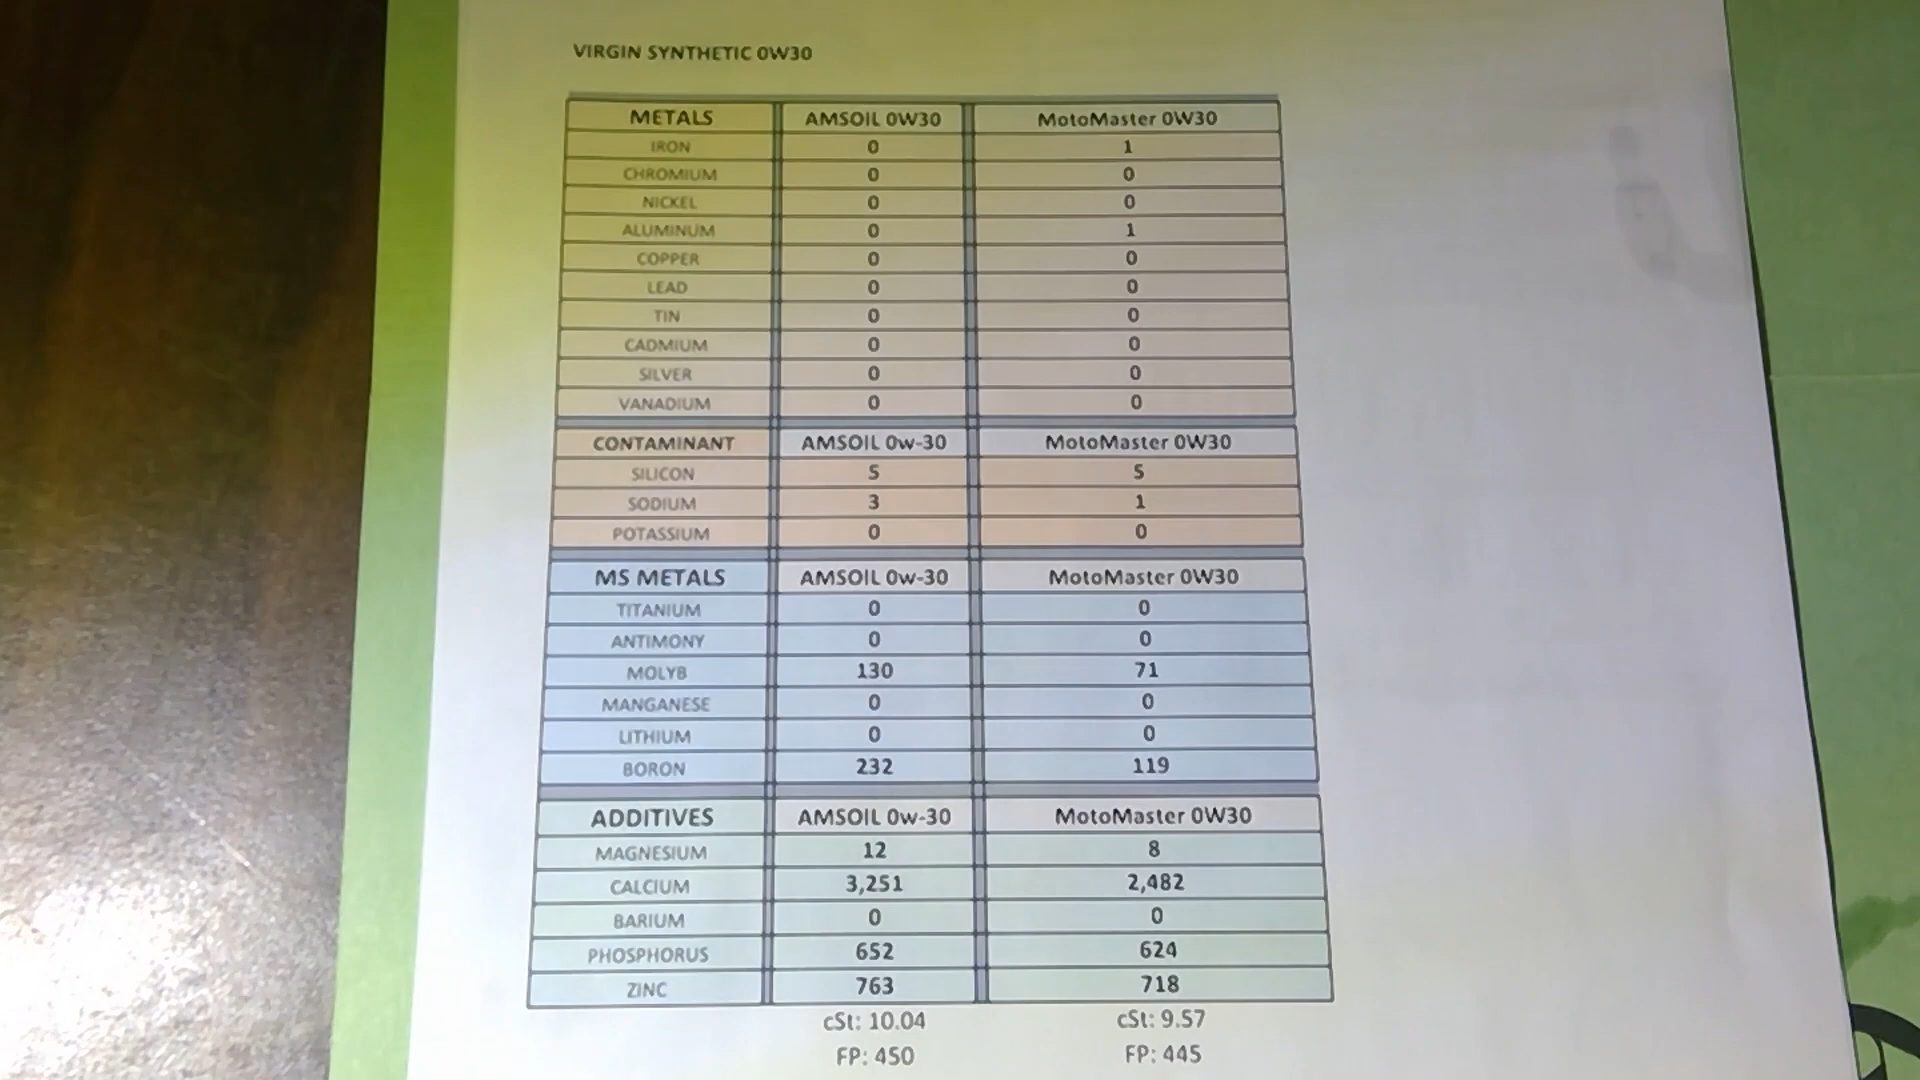 VIRGIN SYNTHETIC 0W30
METALS AMSOIL 0W30 MotoMaster 0W30
IRON 0 1
CHROMIUM 0 0
NICKEL 0 0
ALUMINUM 0 1
COPPER 0 0
LEAD 0 0
TIN 0 0
CADMIUM 0 0
SILVER 0 0
VANADIUM 0 0
CONTAMINANT AMSOIL 0w-30 MotoMaster 0W30
SILICON 5 5
SODIUM 3 1
POTASSIUM 0 0
MS METALS AMSOIL 0w-30 MotoMaster 0W30
TITANIUM 0 0
ANTIMONY 0 0
MOLYB 130 71
MANGANESE 0 0
LITHIUM 0 0
BORON 232 119
ADDITIVES AMSOIL 0w-30 MotoMaster 0W30
MAGNESIUM 12 8
CALCIUM 3,251 2,482
BARIUM 0 0
PHOSPHORUS 652 624
ZINC 763 718
cSt: 10.04 cSt: 9.57
FP: 450 FP: 445